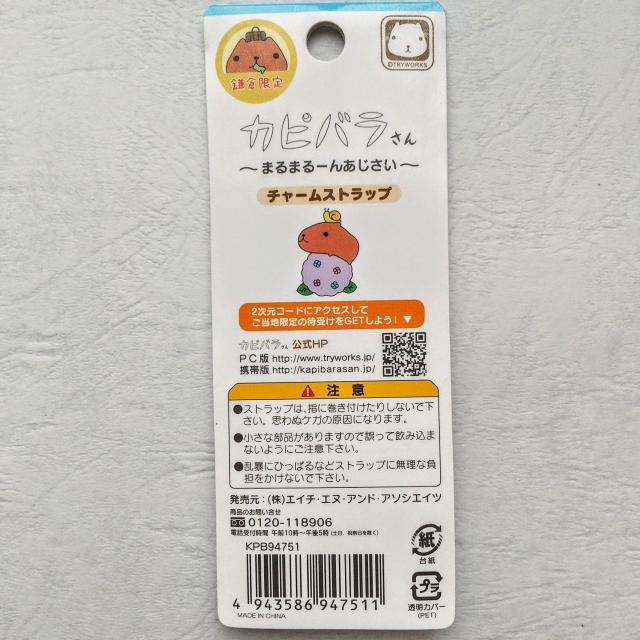 鎌倉限定
©TRYWORKS
カピバラさん
〜まるまるーんあじさい〜
チャームストラップ
2次元コードにアクセスして
ご当地限定の待受けをGETしよう!▼
カピバラさん 公式HP
PC版 http://www.tryworks.jp/
携帯版 http://kapibarasan.jp/
注意
●ストラップは、指に巻き付けたりしないで下さい。思わぬケガの原因になります。
●小さな部品がありますので誤って飲み込まないようにご注意下さい。
●乱暴にひっぱるなどストラップに無理な負担をかけないで下さい。
発売元:(株)エイチ・エヌ・アンド・アソシエイツ
商品のお問い合せ
0120-118906
電話受付時間 午前10時〜午後5時(土日、祝祭日を除く)
KPB94751
4 943586 947511
MADE IN CHINA
紙
台紙
プラ
透明カバー
(PET)